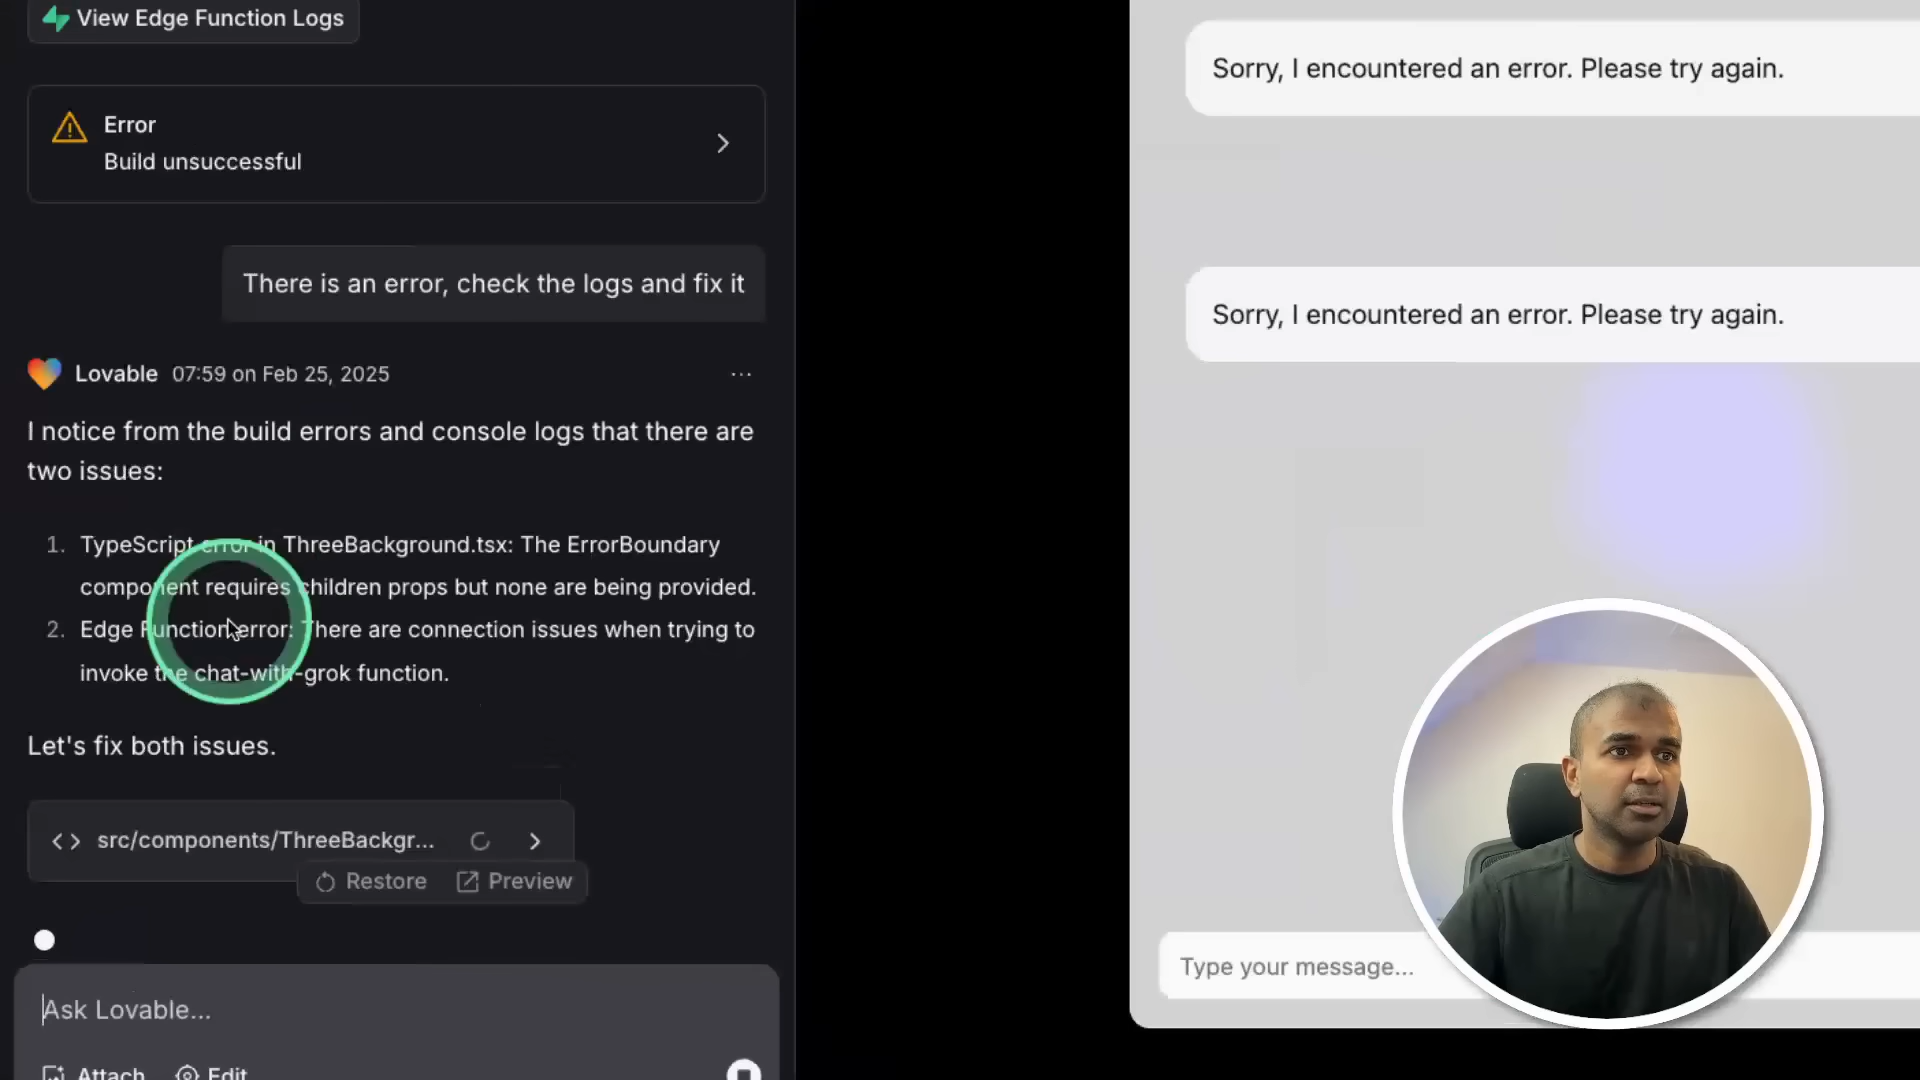 View Edge Function Logs
Error
Build unsuccessful
There is an error, check the logs and fix it
Lovable 07:59 on Feb 25, 2025
I notice from the build errors and console logs that there are
two issues:
1. TypeScript error in ThreeBackground.tsx: The ErrorBoundary
component requires children props but none are being provided.
2. Edge Function error: There are connection issues when trying to
invoke the chat-with-grok function.
Let's fix both issues.
src/components/ThreeBackgr...
Restore Preview
Ask Lovable...
Attach Edit
Sorry, I encountered an error. Please try again.
Sorry, I encountered an error. Please try again.
Type your message...